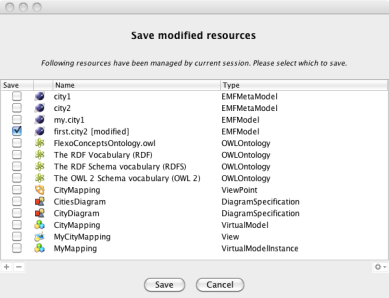 Save modified resources
Following resources have been managed by current session. Please select which to save.
Save Name Type
city1 EMFMetaModel
city2 EMFMetaModel
my.city1 EMFModel
first.city2 [modified] EMFModel
FlexoConceptsOntology.owl OWLOntology
The RDF Vocabulary (RDF) OWLOntology
The RDF Schema vocabulary (RDFS) OWLOntology
The OWL 2 Schema vocabulary (OWL 2) OWLOntology
CityMapping ViewPoint
CitiesDiagram DiagramSpecification
CityDiagram DiagramSpecification
CityMapping VirtualModel
MyCityMapping View
MyMapping VirtualModelInstance
+ −
Save Cancel